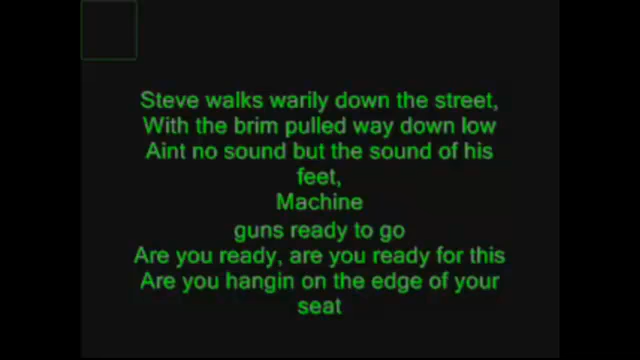 Steve walks warily down the street,
With the brim pulled way down low
Aint no sound but the sound of his
feet,
Machine
guns ready to go
Are you ready, are you ready for this
Are you hangin on the edge of your
seat